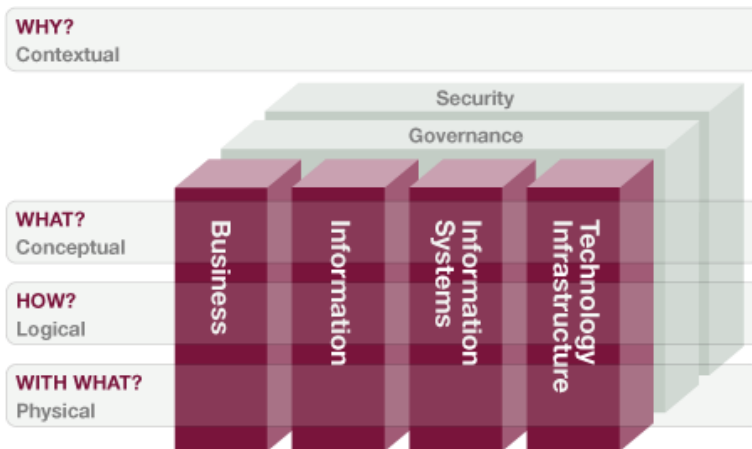 WHY?
Contextual
Security
Governance
WHAT?
Conceptual
HOW?
Logical
WITH WHAT?
Physical
Business
Information
Information
Systems
Technology
Infrastructure